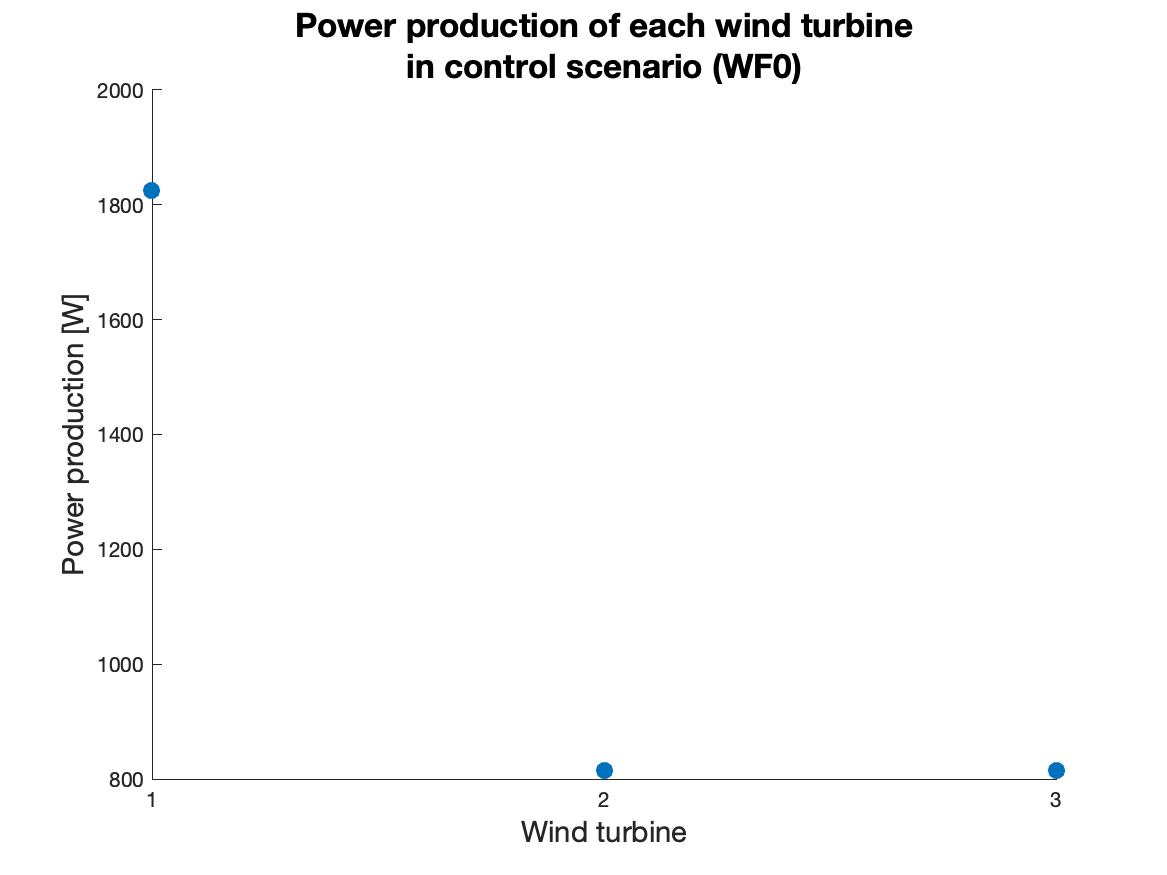 Power production of each wind turbine
in control scenario (WF0)
2000
1800
1600
1400
1200
1000
800
Power production [W]
1
2
3
Wind turbine